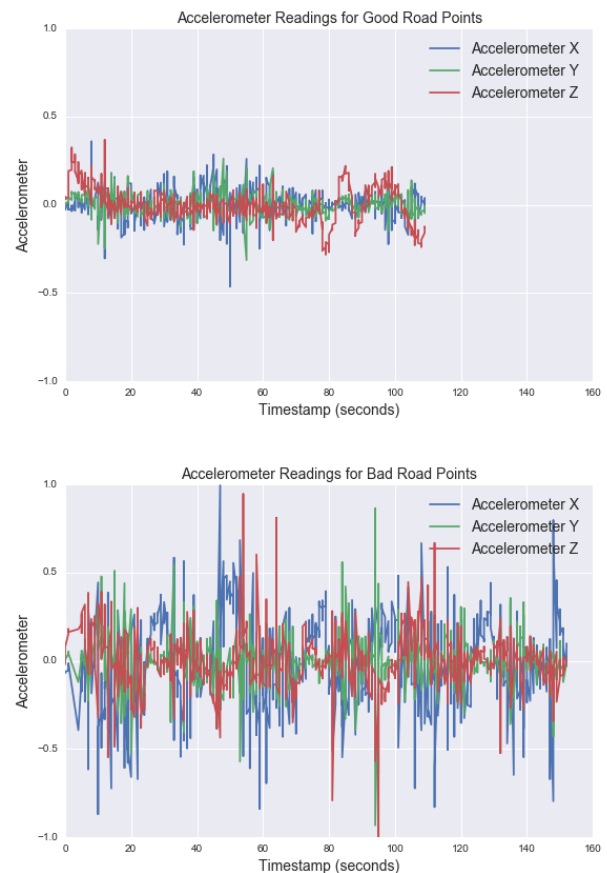 Accelerometer Readings for Good Road Points
1.0
Accelerometer X
Accelerometer Y
Accelerometer Z
0.5
0.0
−0.5
−1.0
Accelerometer
0 20 40 60 80 100 120 140 160
Timestamp (seconds)
Accelerometer Readings for Bad Road Points
1.0
Accelerometer X
Accelerometer Y
Accelerometer Z
0.5
0.0
−0.5
−1.0
Accelerometer
0 20 40 60 80 100 120 140 160
Timestamp (seconds)